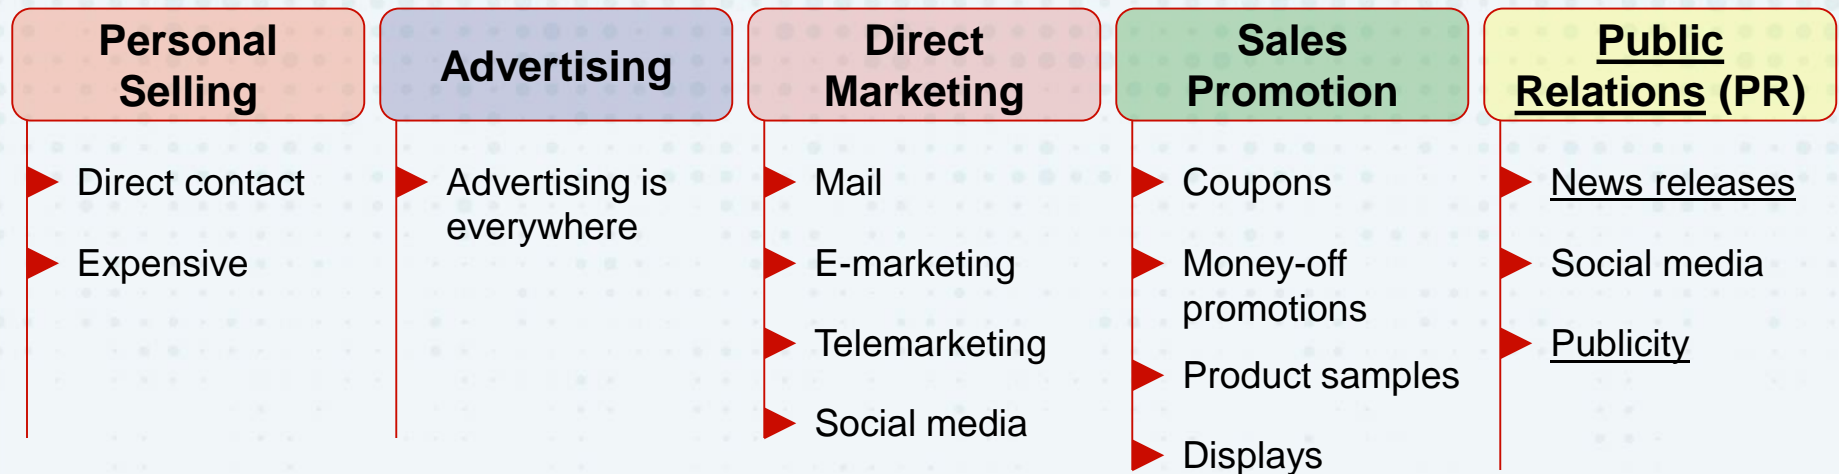 Personal
Selling
Direct contact
Expensive
Advertising
Advertising is
everywhere
Direct
Marketing
Mail
E-marketing
Telemarketing
Social media
Sales
Promotion
Coupons
Money-off
promotions
Product samples
Displays
Public
Relations (PR)
News releases
Social media
Publicity